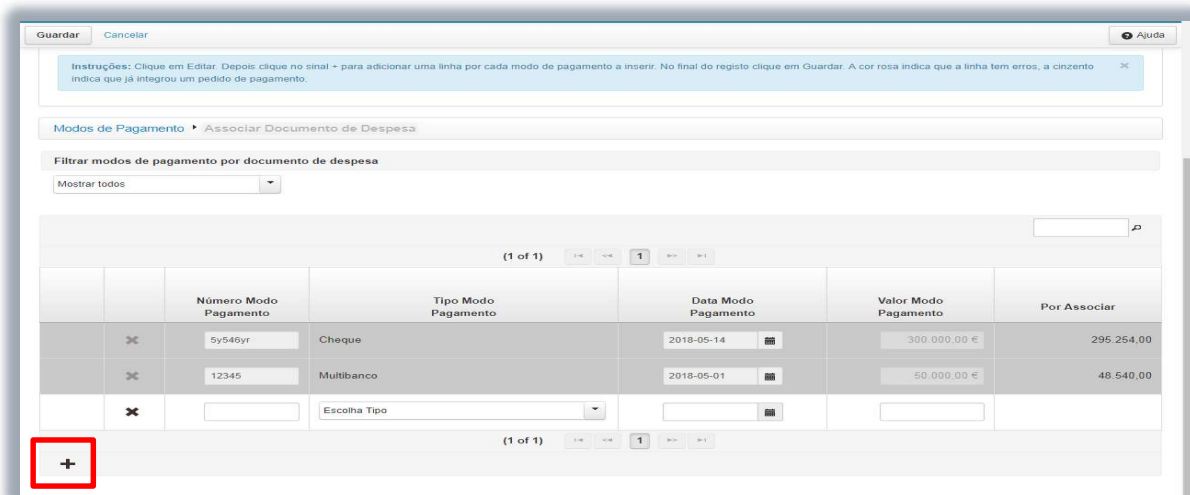 Guardar Cancelar Ajuda
Instruções: Clique em Editar. Depois clique no sinal + para adicionar uma linha por cada modo de pagamento a inserir. No final do registo clique em Guardar. A cor rosa indica que a linha tem erros, a cinzento
indica que já integrou um pedido de pagamento.
Modos de Pagamento Associar Documento de Despesa
Filtrar modos de pagamento por documento de despesa
Mostrar todos
(1 of 1) 1
Número Modo Pagamento Tipo Modo Pagamento Data Modo Pagamento Valor Modo Pagamento Por Associar
5y546yr Cheque 2018-05-14 300.000,00 € 295.254,00
12345 Multibanco 2018-05-01 50.000,00 € 48.540,00
Escolha Tipo
(1 of 1) 1
+